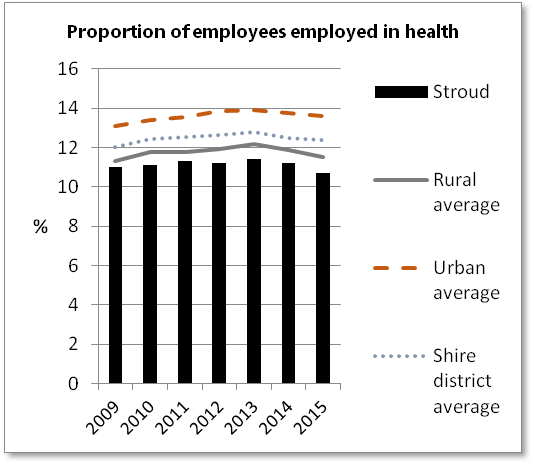 Proportion of employees employed in health
16
14
12
10
8
6
4
2
0
%
2009
2010
2011
2012
2013
2014
2015
Stroud
Rural
average
Urban
average
Shire
district
average